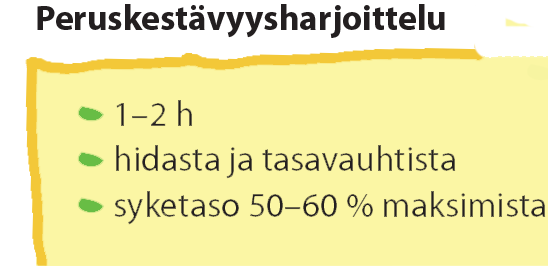 Peruskestävyysharjoittelu
1–2 h
hidasta ja tasavauhtista
syketaso 50–60 % maksimista